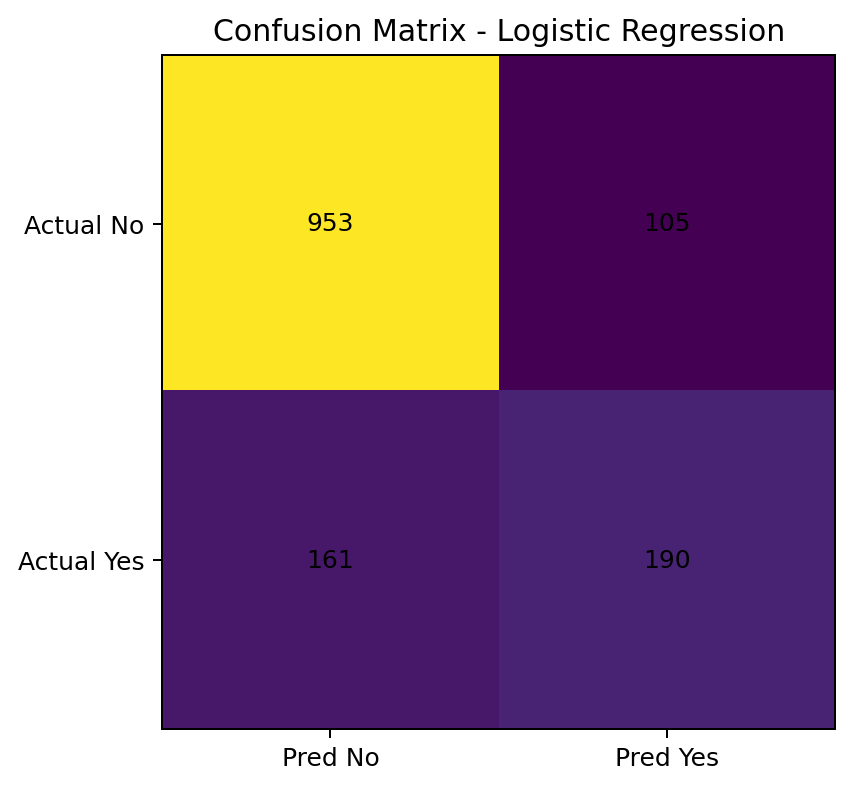 Confusion Matrix - Logistic Regression
Actual No
953
105
Actual Yes
161
190
Pred No
Pred Yes